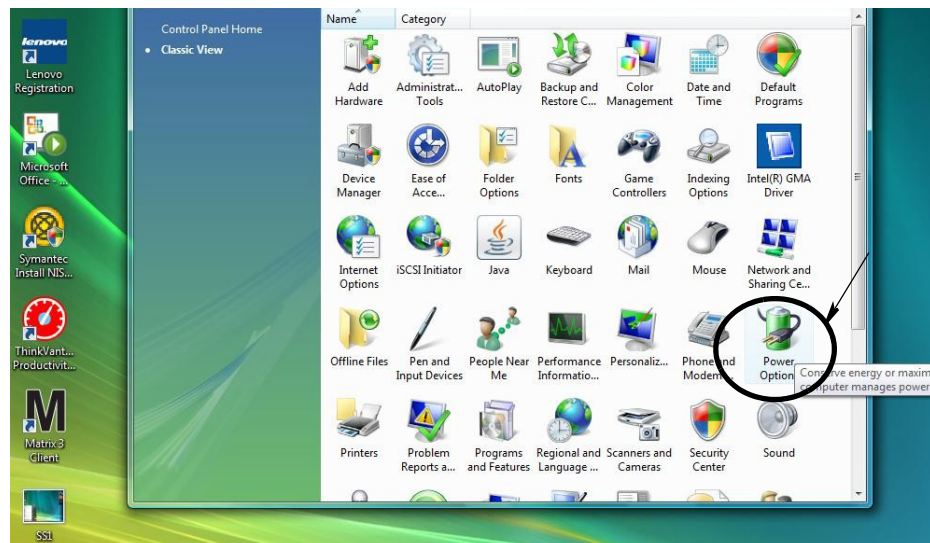 lenovo
Lenovo
Registration
Microsoft
Office - ...
Symantec
Install NIS...
ThinkVant...
Productivit...
M
Matrix 3
Client
SS1
Control Panel Home
• Classic View
Name
Category
Add
Hardware
Administrat...
Tools
AutoPlay
Backup and
Restore C...
Color
Management
Date and
Time
Default
Programs
Device
Manager
Ease of
Acce...
Folder
Options
Fonts
Game
Controllers
Indexing
Options
Intel(R) GMA
Driver
Internet
Options
iSCSI Initiator
Java
Keyboard
Mail
Mouse
Network and
Sharing Ce...
Offline Files
Pen and
Input Devices
People Near
Me
Performance
Informatio...
Personaliz...
Phone and
Modem...
Power
Option
Conserve energy or maxim
computer manages power
Printers
Problem
Reports a...
Programs
and Features
Regional and
Language ...
Scanners and
Cameras
Security
Center
Sound